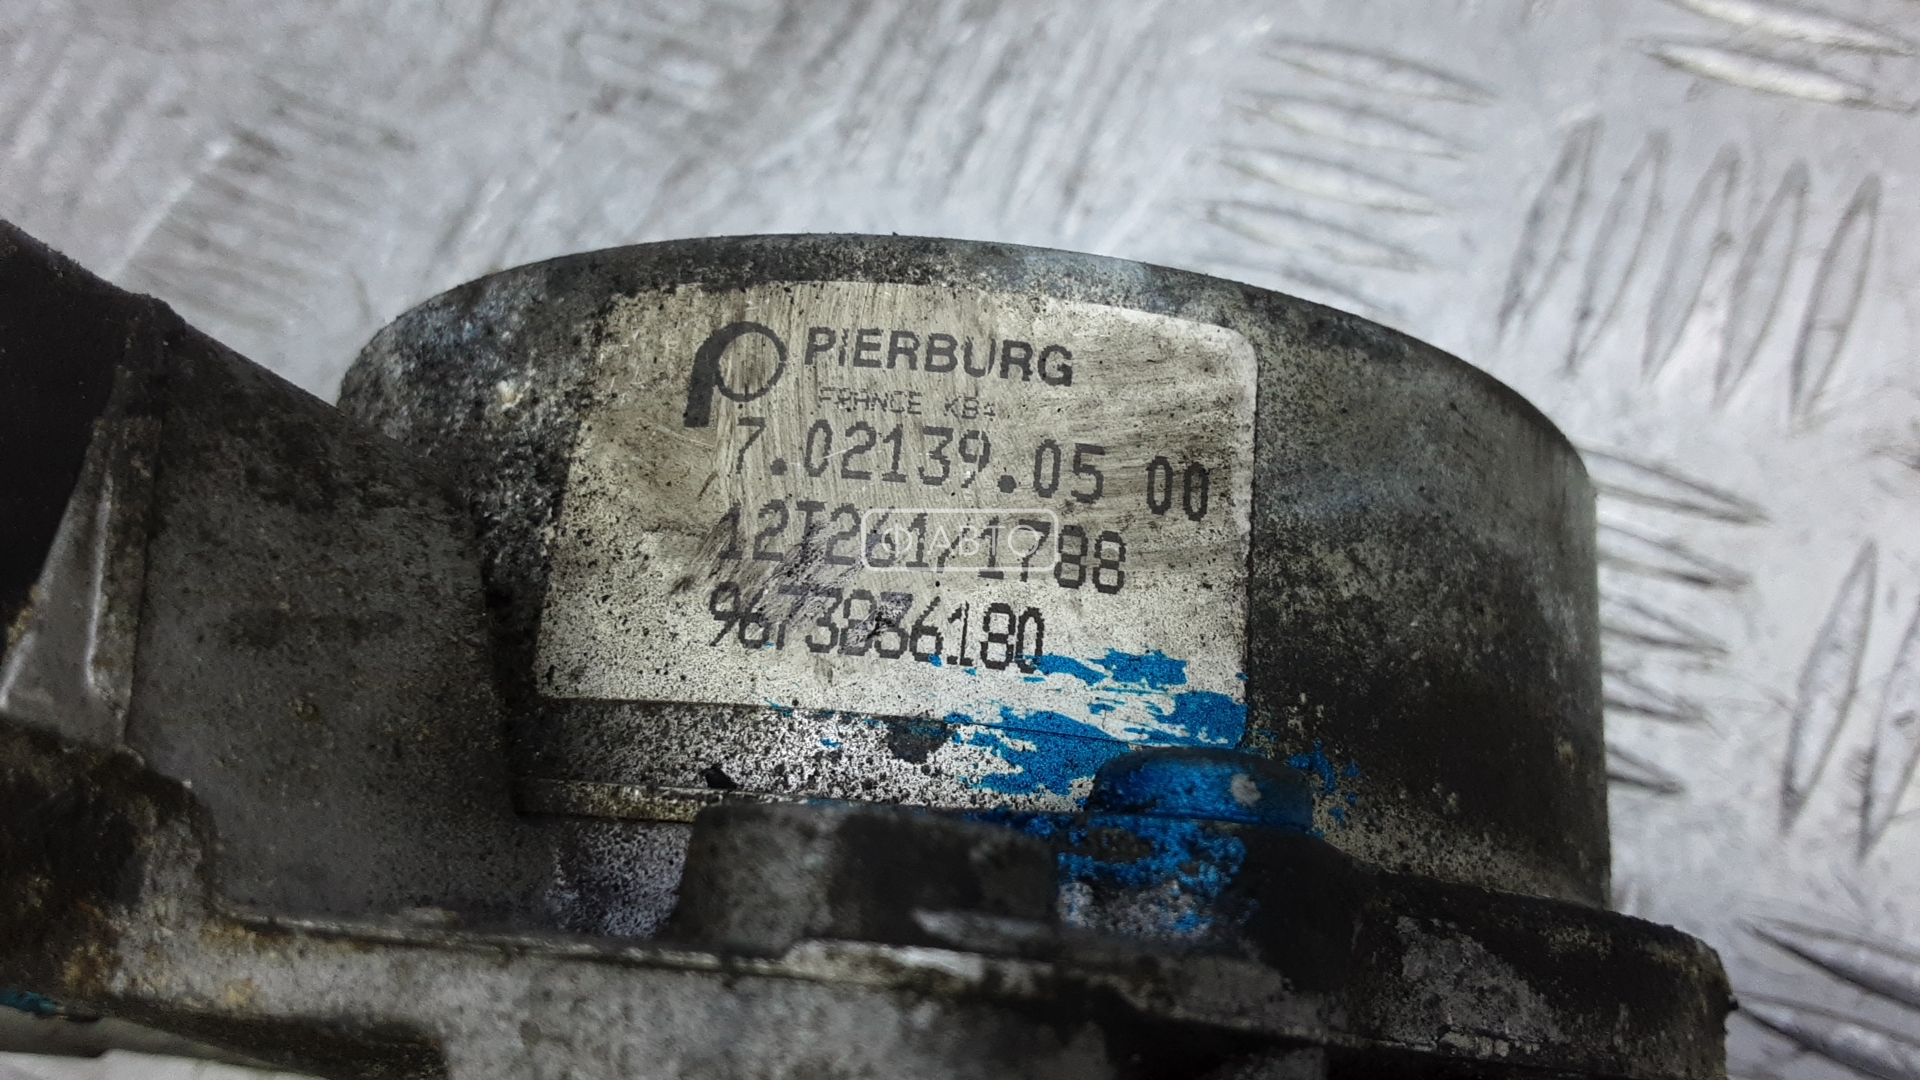 PIERBURG
FRANCE KB4
7.02139.05 00
12T261/1788
9673836180